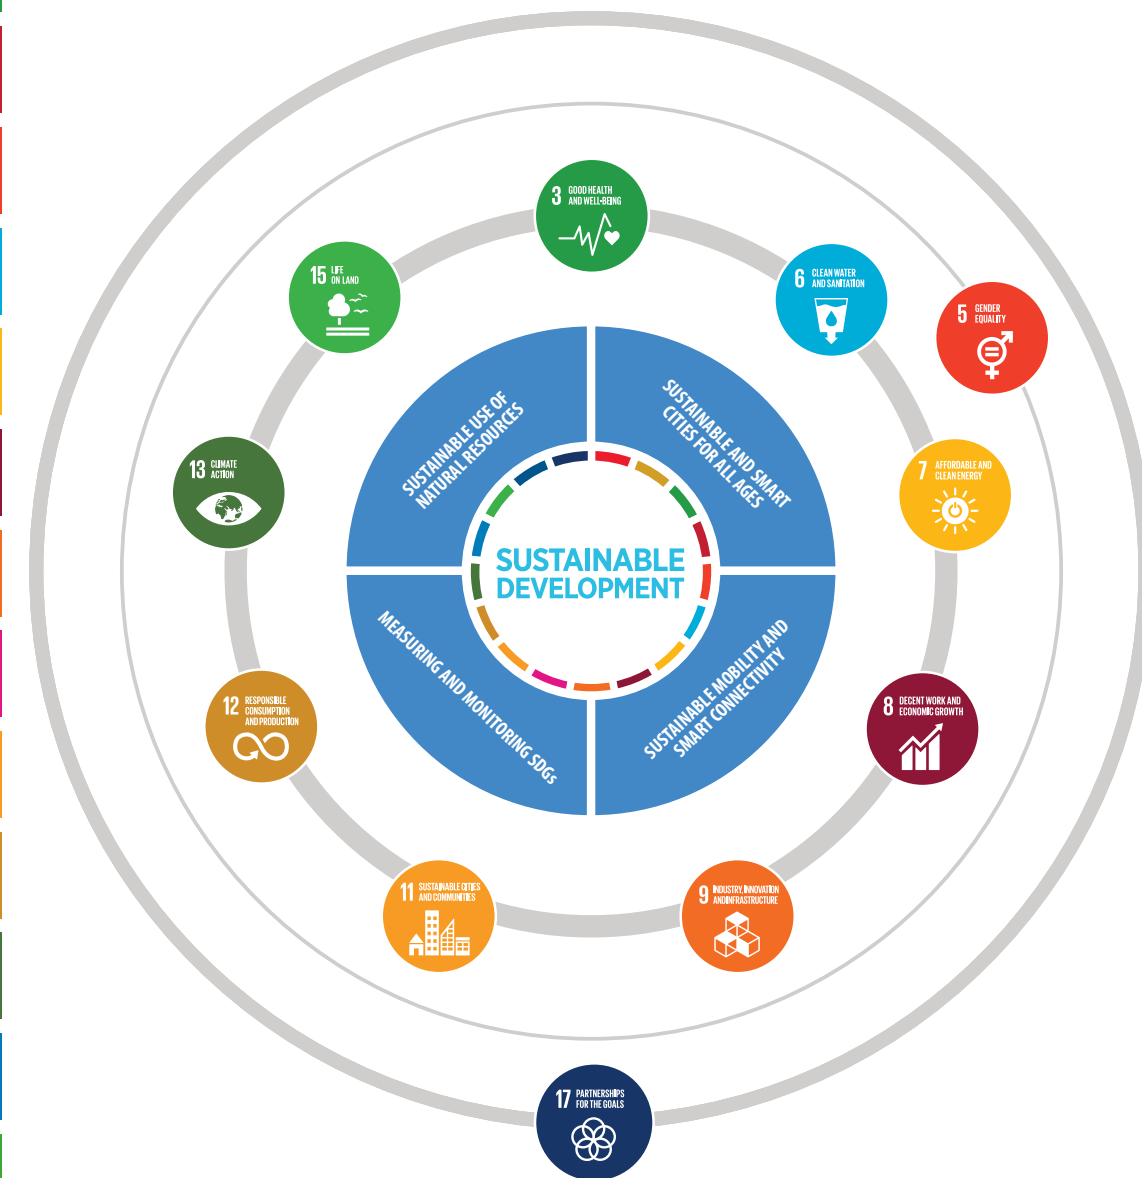 3 GOOD HEALTH
AND WELL-BEING
15 LIFE
ON LAND
6 CLEAN WATER
AND SANITATION
5 GENDER
EQUALITY
SUSTAINABLE USE OF
NATURAL RESOURCES
SUSTAINABLE AND SMART
CITIES FOR ALL AGES
13 CLIMATE
ACTION
7 AFFORDABLE AND
CLEAN ENERGY
SUSTAINABLE
DEVELOPMENT
MEASURING AND MONITORING SDGs
SUSTAINABLE MOBILITY AND
SMART CONNECTIVITY
12 RESPONSIBLE
CONSUMPTION
AND PRODUCTION
8 DECENT WORK AND
ECONOMIC GROWTH
11 SUSTAINABLE CITIES
AND COMMUNITIES
9 INDUSTRY, INNOVATION
ANDINFRASTRUCTURE
17 PARTNERSHIPS
FOR THE GOALS